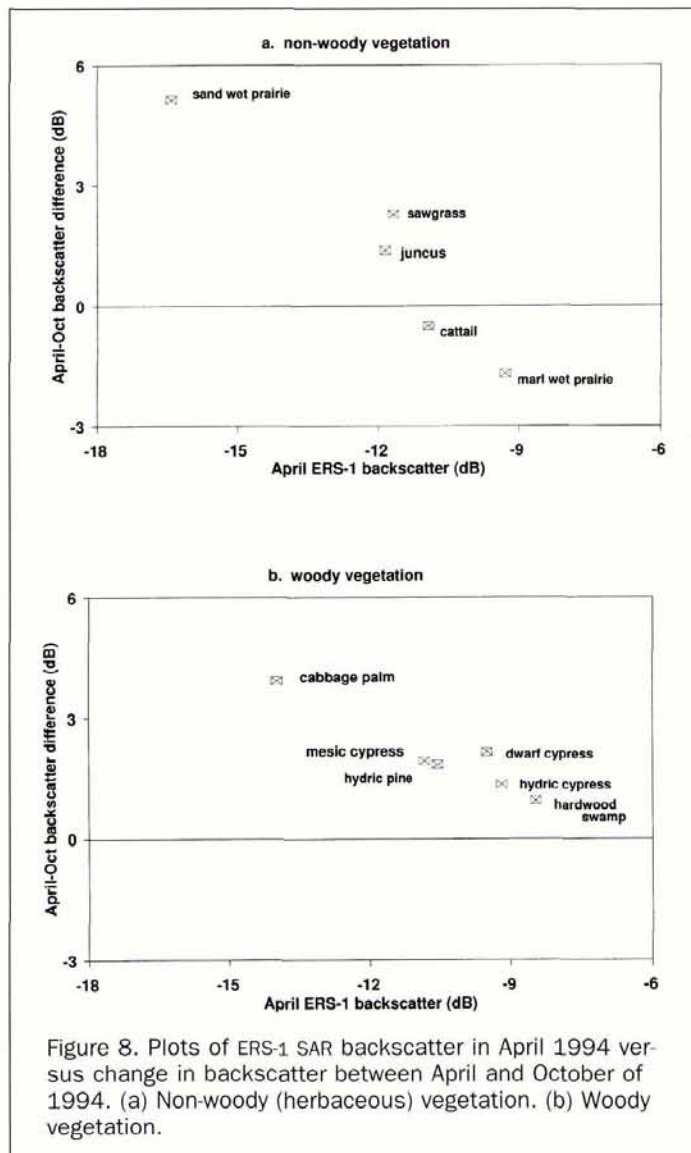 a. non-woody vegetation
6
3
0
-3
April-Oct backscatter difference (dB)
sand wet prairie
sawgrass
juncus
cattail
marl wet prairie
-18 -15 -12 -9 -6
April ERS-1 backscatter (dB)
b. woody vegetation
6
3
0
-3
April-Oct backscatter difference (dB)
cabbage palm
mesic cypress
hydric pine
dwarf cypress
hydric cypress
hardwood
swamp
-18 -15 -12 -9 -6
April ERS-1 backscatter (dB)
Figure 8. Plots of ERS-1 SAR backscatter in April 1994 ver-
sus change in backscatter between April and October of
1994. (a) Non-woody (herbaceous) vegetation. (b) Woody
vegetation.